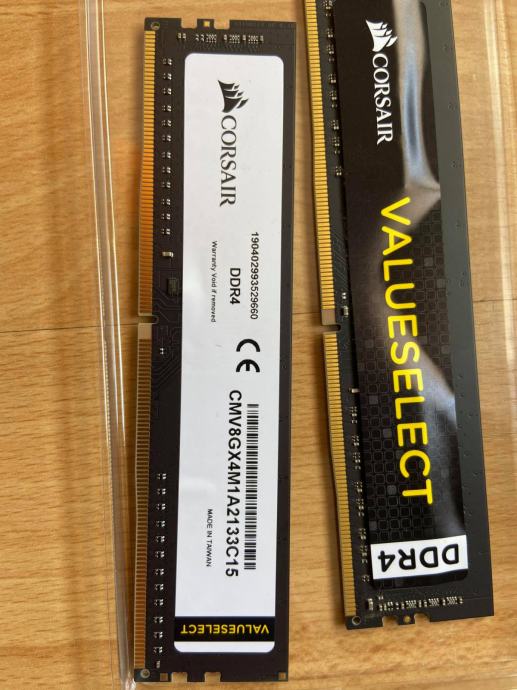 CORSAIR
190402993529660
DDR4
Warranty Void if removed
CE
CMV8GX4M1A2133C15
MADE IN TAIWAN
VALUESELECT
CORSAIR
VALUESELECT
DDR4